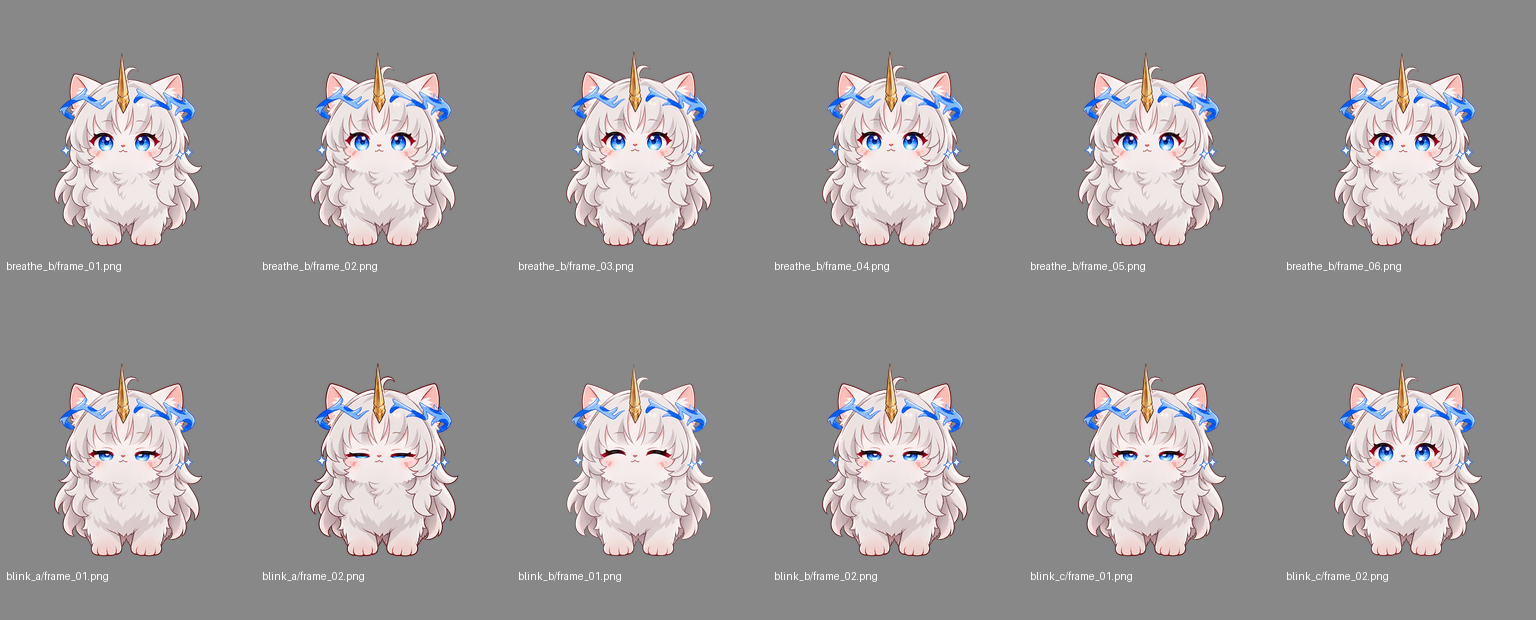 breathe_b/frame_01.png
breathe_b/frame_02.png
breathe_b/frame_03.png
breathe_b/frame_04.png
breathe_b/frame_05.png
breathe_b/frame_06.png
blink_a/frame_01.png
blink_a/frame_02.png
blink_b/frame_01.png
blink_b/frame_02.png
blink_c/frame_01.png
blink_c/frame_02.png